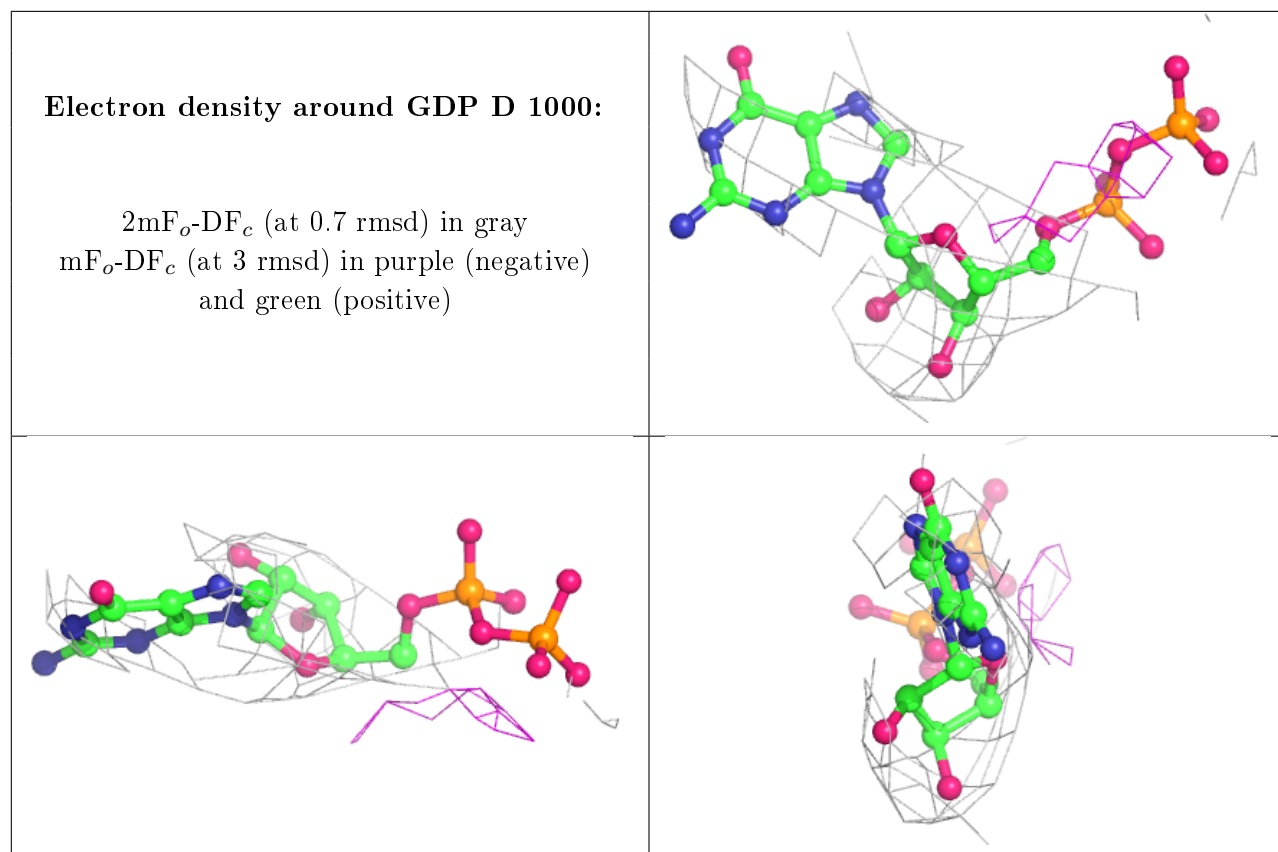 Electron density around GDP D 1000:
2mFo-DFc (at 0.7 rmsd) in gray
mFo-DFc (at 3 rmsd) in purple (negative)
and green (positive)